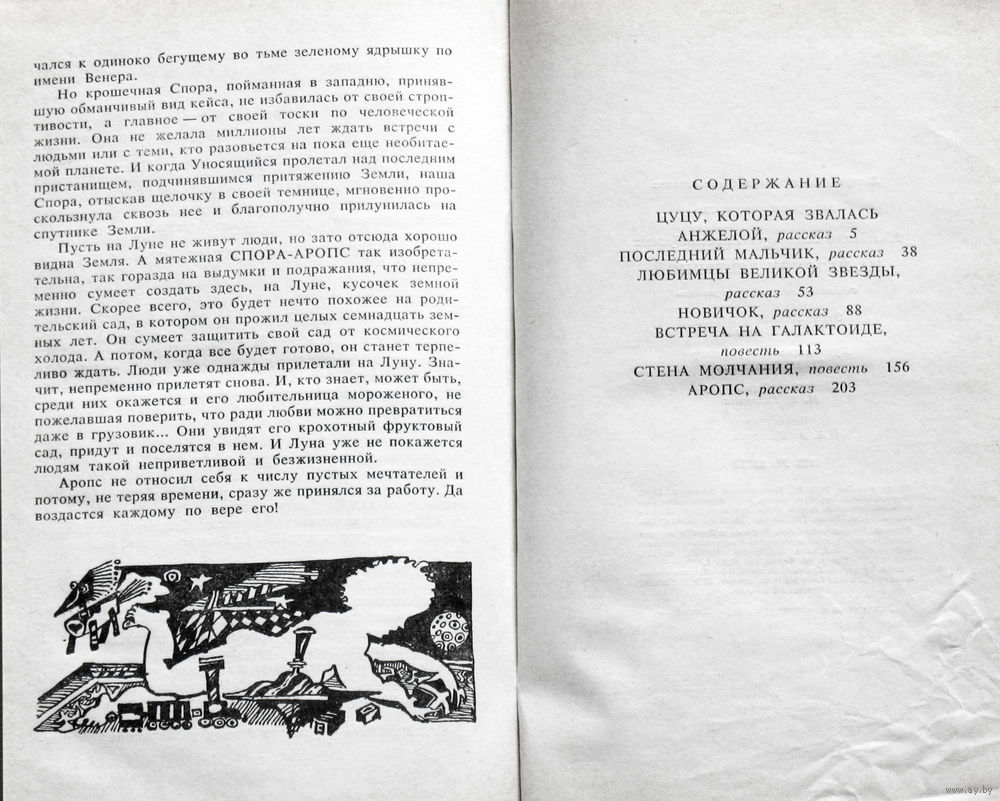 чался к одиноко бегущему во тьме зеленому ядрышку по
имени Венера.
Но крошечная Спора, пойманная в западню, приняв-
шую обманчивый вид кейса, не избавилась от своей строп-
тивости, а главное — от своей тоски по человеческой
жизни. Она не желала миллионы лет ждать встречи с
людьми или с теми, кто разовьется на пока еще необитае-
мой планете. И когда Уносящийся пролетал над последним
пристанищем, подчинявшимся притяжению Земли, наша
Спора, отыскав щелочку в своей темнице, мгновенно про-
скользнула сквозь нее и благополучно прилунилась на
спутнике Земли.
Пусть на Луне не живут люди, но зато отсюда хорошо
видна Земля. А мятежная СПОРА-АРОПС так изобрета-
тельна, так горазда на выдумки и подражания, что непре-
менно сумеет создать здесь, на Луне, кусочек земной
жизни. Скорее всего, это будет нечто похожее на роди-
тельский сад, в котором он прожил целых семнадцать зем-
ных лет. Он сумеет защитить свой сад от космического
холода. А потом, когда все будет готово, он станет терпе-
ливо ждать. Люди уже однажды прилетали на Луну. Зна-
чит, непременно прилетят снова. И, кто знает, может быть,
среди них окажется и его любительница мороженого, не
пожелавшая поверить, что ради любви можно превратиться
даже в грузовик... Они увидят его крохотный фруктовый
сад, придут и поселятся в нем. И Луна уже не покажется
людям такой неприветливой и безжизненной.
Аропс не относил себя к числу пустых мечтателей и
потому, не теряя времени, сразу же принялся за работу. Да
воздастся каждому по вере его!
СОДЕРЖАНИЕ
ЦУЦУ, КОТОРАЯ ЗВАЛАСЬ
АНЖЕЛОЙ, рассказ 5
ПОСЛЕДНИЙ МАЛЬЧИК, рассказ 38
ЛЮБИМЦЫ ВЕЛИКОЙ ЗВЕЗДЫ,
рассказ 53
НОВИЧОК, рассказ 88
ВСТРЕЧА НА ГАЛАКТОИДЕ,
повесть 113
СТЕНА МОЛЧАНИЯ, повесть 156
АРОПС, рассказ 203
www.ay.by